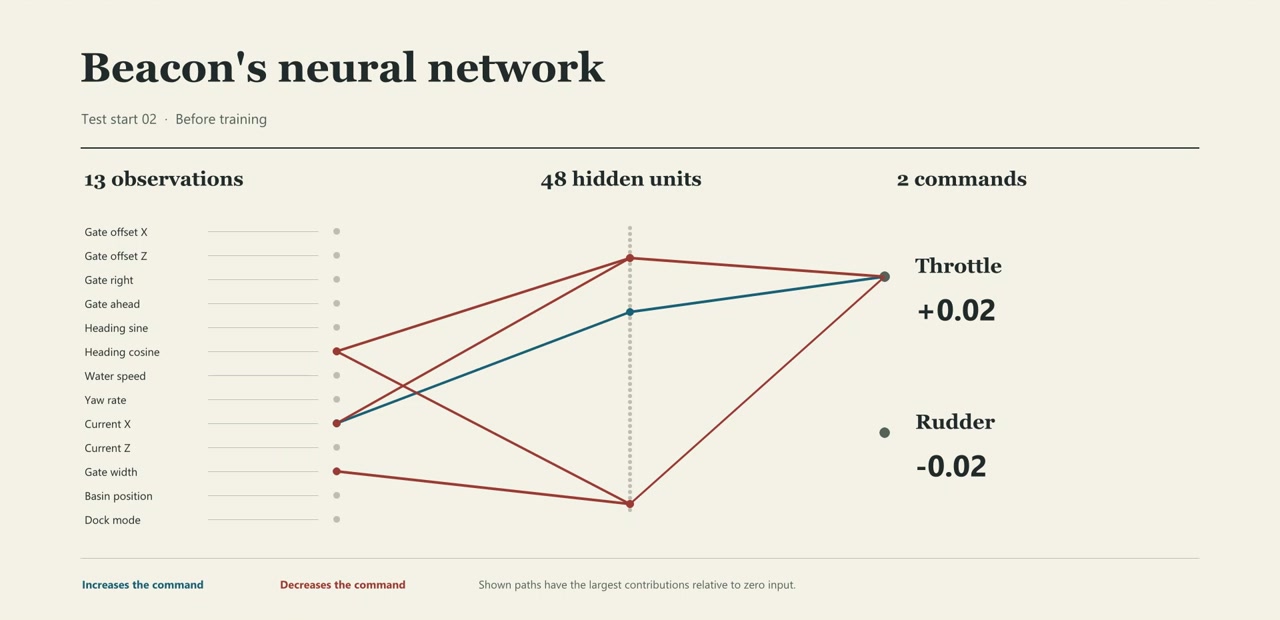 Beacon's neural network
Test start 02 · Before training
13 observations
48 hidden units
2 commands
Gate offset X
Gate offset Z
Gate right
Gate ahead
Heading sine
Heading cosine
Water speed
Yaw rate
Current X
Current Z
Gate width
Basin position
Dock mode
Throttle
+0.02
Rudder
-0.02
Increases the command
Decreases the command
Shown paths have the largest contributions relative to zero input.